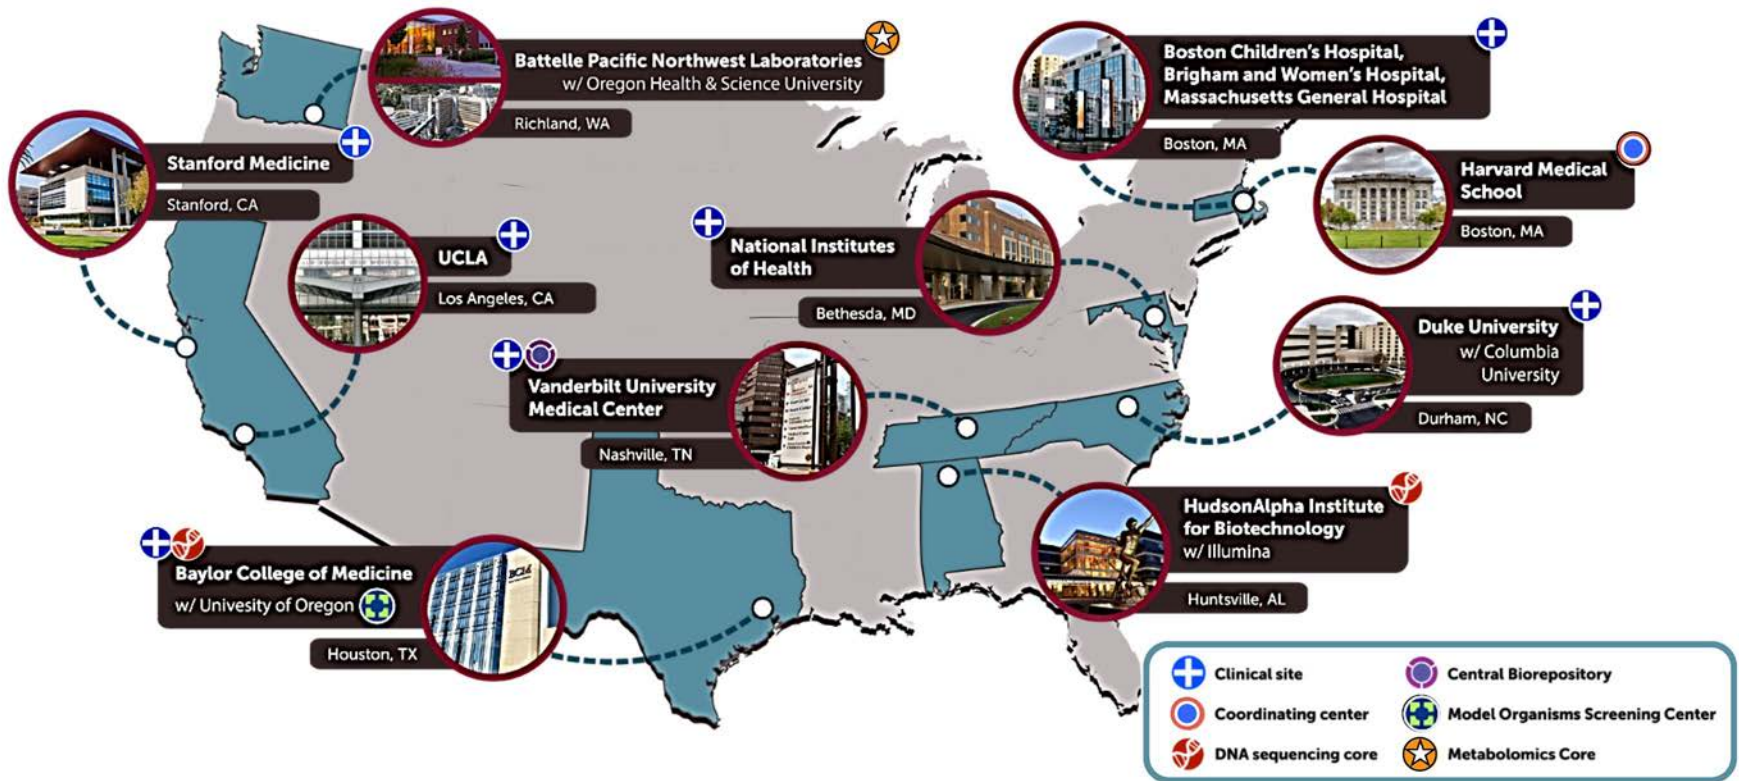 Battelle Pacific Northwest Laboratories
w/ Oregon Health & Science University
Richland, WA
Boston Children's Hospital,
Brigham and Women's Hospital,
Massachusetts General Hospital
Boston, MA
Stanford Medicine
Stanford, CA
Harvard Medical
School
Boston, MA
UCLA
Los Angeles, CA
National Institutes
of Health
Bethesda, MD
Duke University
w/ Columbia
University
Durham, NC
Vanderbilt University
Medical Center
Nashville, TN
HudsonAlpha Institute
for Biotechnology
w/ Illumina
Huntsville, AL
Baylor College of Medicine
w/ Univesity of Oregon
Houston, TX
BCM
Clinical site
Coordinating center
DNA sequencing core
Central Biorepository
Model Organisms Screening Center
Metabolomics Core